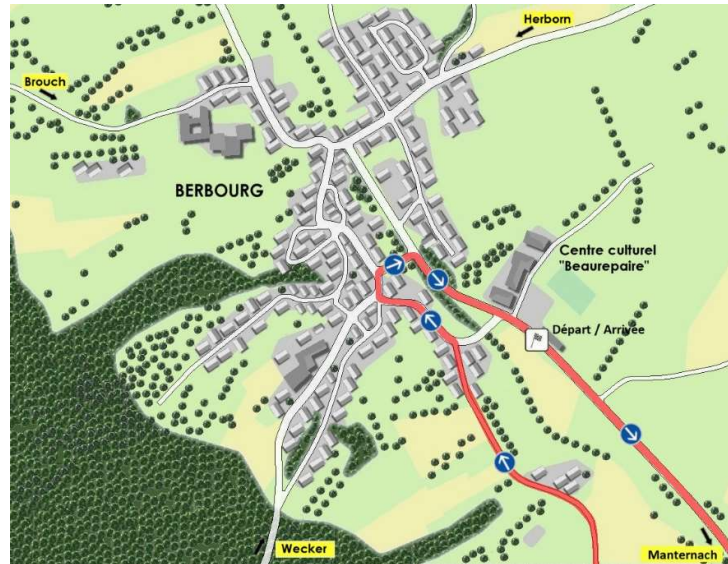 Herborn
Brouch
BERBOURG
Centre culturel
"Beaurepaire"
Départ / Arrivée
Wecker
Manternach